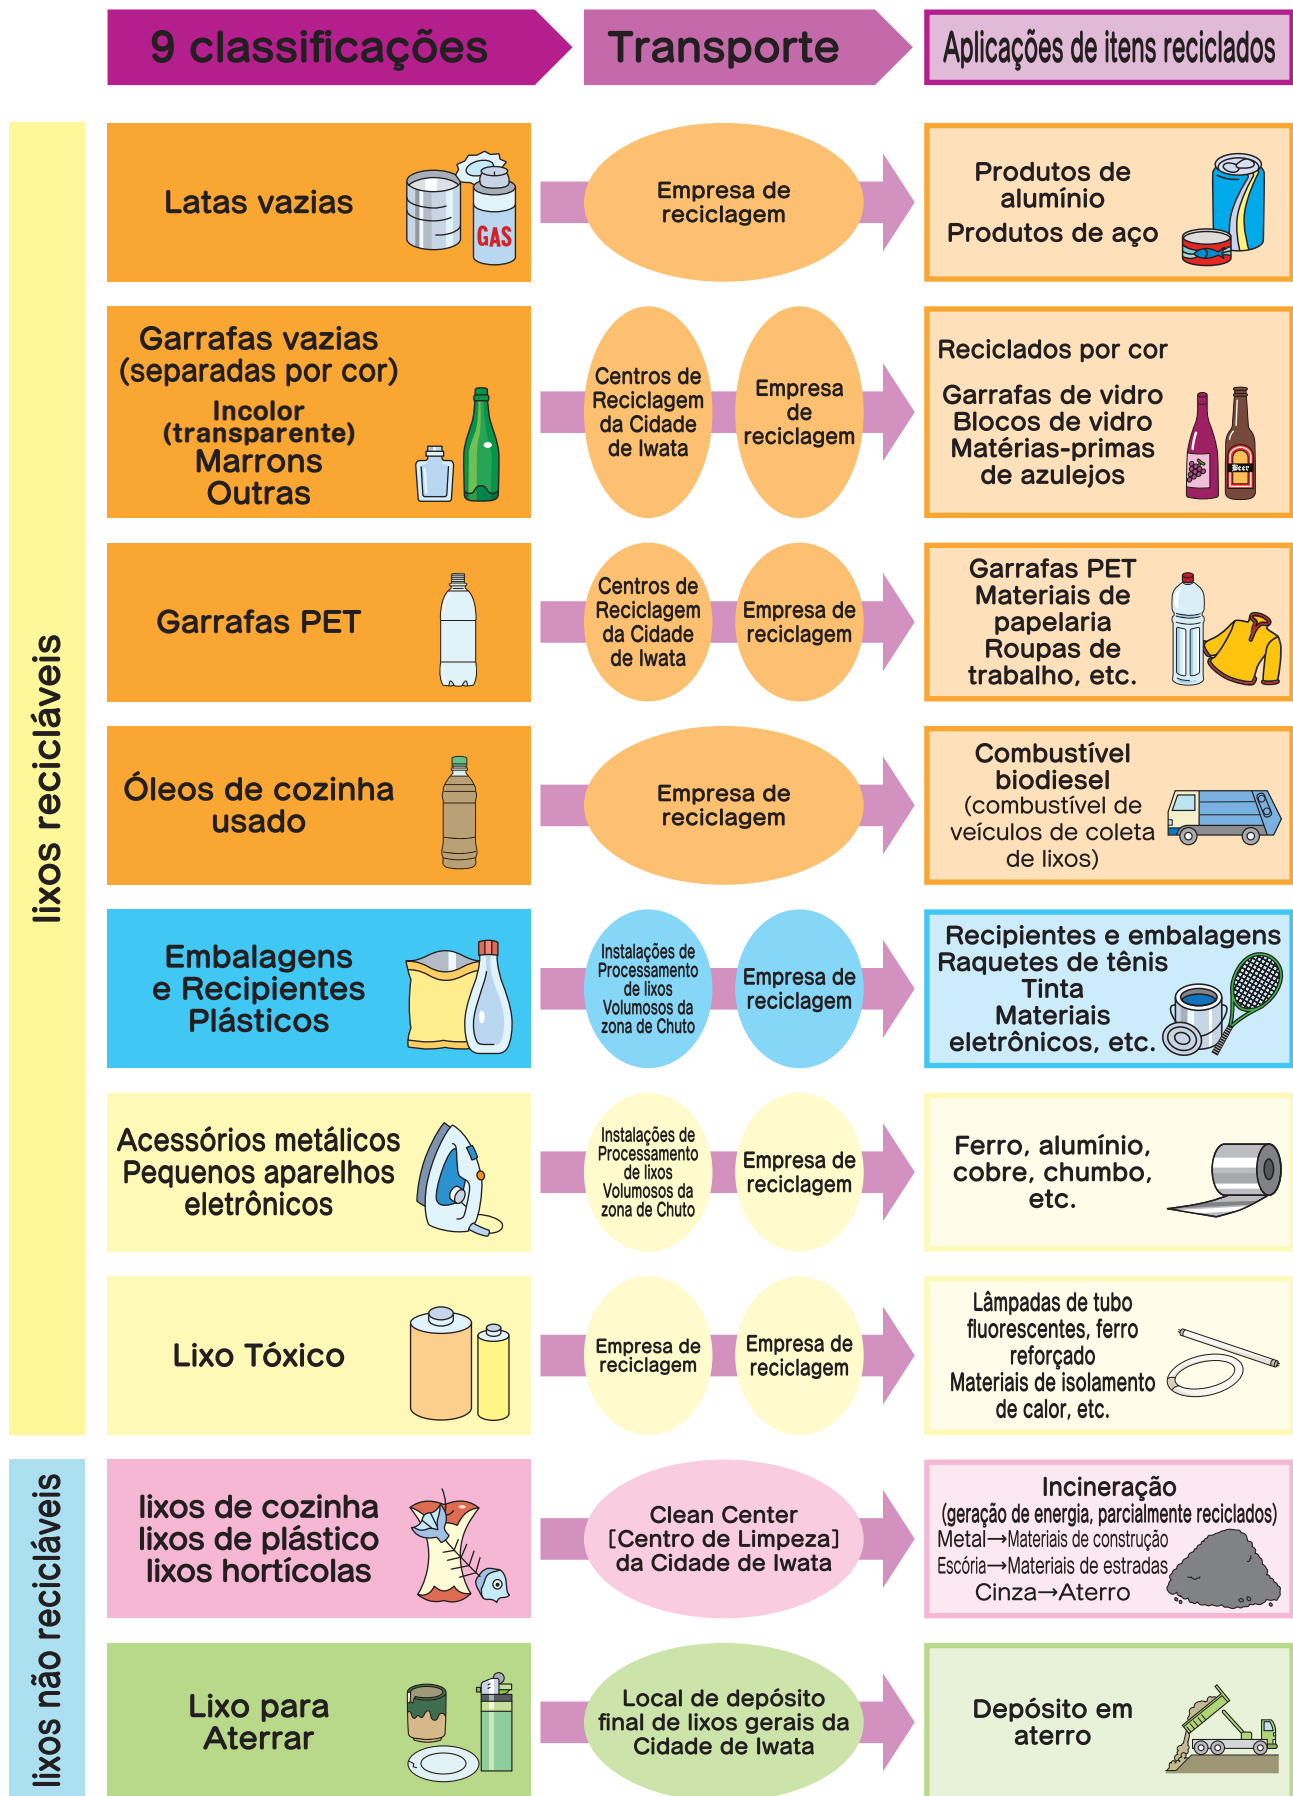 9 classificações
Transporte
Aplicações de itens reciclados
lixos recicláveis
Latas vazias
GAS
Empresa de
reciclagem
Produtos de
alumínio
Produtos de aço
Garrafas vazias
(separadas por cor)
Incolor
(transparente)
Marrons
Outras
Centros de
Reciclagem
da Cidade
de Iwata
Empresa
de
reciclagem
Reciclados por cor
Garrafas de vidro
Blocos de vidro
Matérias-primas
de azulejos
Beer
Garrafas PET
Centros de
Reciclagem
da Cidade
de Iwata
Empresa de
reciclagem
Garrafas PET
Materiais de
papelaria
Roupas de
trabalho, etc.
Óleos de cozinha
usado
Empresa de
reciclagem
Combustível
biodiesel
(combustível de
veículos de coleta
de lixos)
Embalagens
e Recipientes
Plásticos
Instalações de
Processamento
de lixos
Volumosos da
zona de Chuto
Empresa de
reciclagem
Recipientes e embalagens
Raquetes de tênis
Tinta
Materiais
eletrônicos, etc.
Acessórios metálicos
Pequenos aparelhos
eletrônicos
Instalações de
Processamento
de lixos
Volumosos da
zona de Chuto
Empresa de
reciclagem
Ferro, alumínio,
cobre, chumbo,
etc.
Lixo Tóxico
Empresa de
reciclagem
Empresa de
reciclagem
Lâmpadas de tubo
fluorescentes, ferro
reforçado
Materiais de isolamento
de calor, etc.
lixos não recicláveis
lixos de cozinha
lixos de plástico
lixos hortícolas
Clean Center
[Centro de Limpeza]
da Cidade de Iwata
Incineração
(geração de energia, parcialmente reciclados)
Metal→Materiais de construção
Escória→Materiais de estradas
Cinza→Aterro
Lixo para
Aterrar
Local de depósito
final de lixos gerais da
Cidade de Iwata
Depósito em
aterro